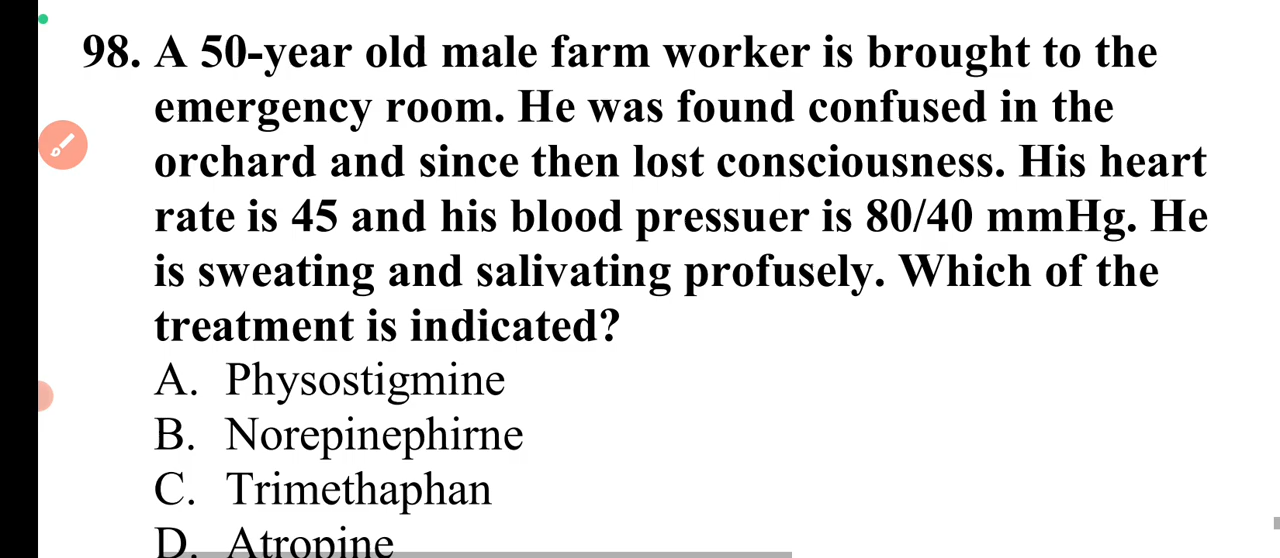 98. A 50-year old male farm worker is brought to the
emergency room. He was found confused in the
orchard and since then lost consciousness. His heart
rate is 45 and his blood pressuer is 80/40 mmHg. He
is sweating and salivating profusely. Which of the
treatment is indicated?
A. Physostigmine
B. Norepinephirne
C. Trimethaphan
D. Atropine